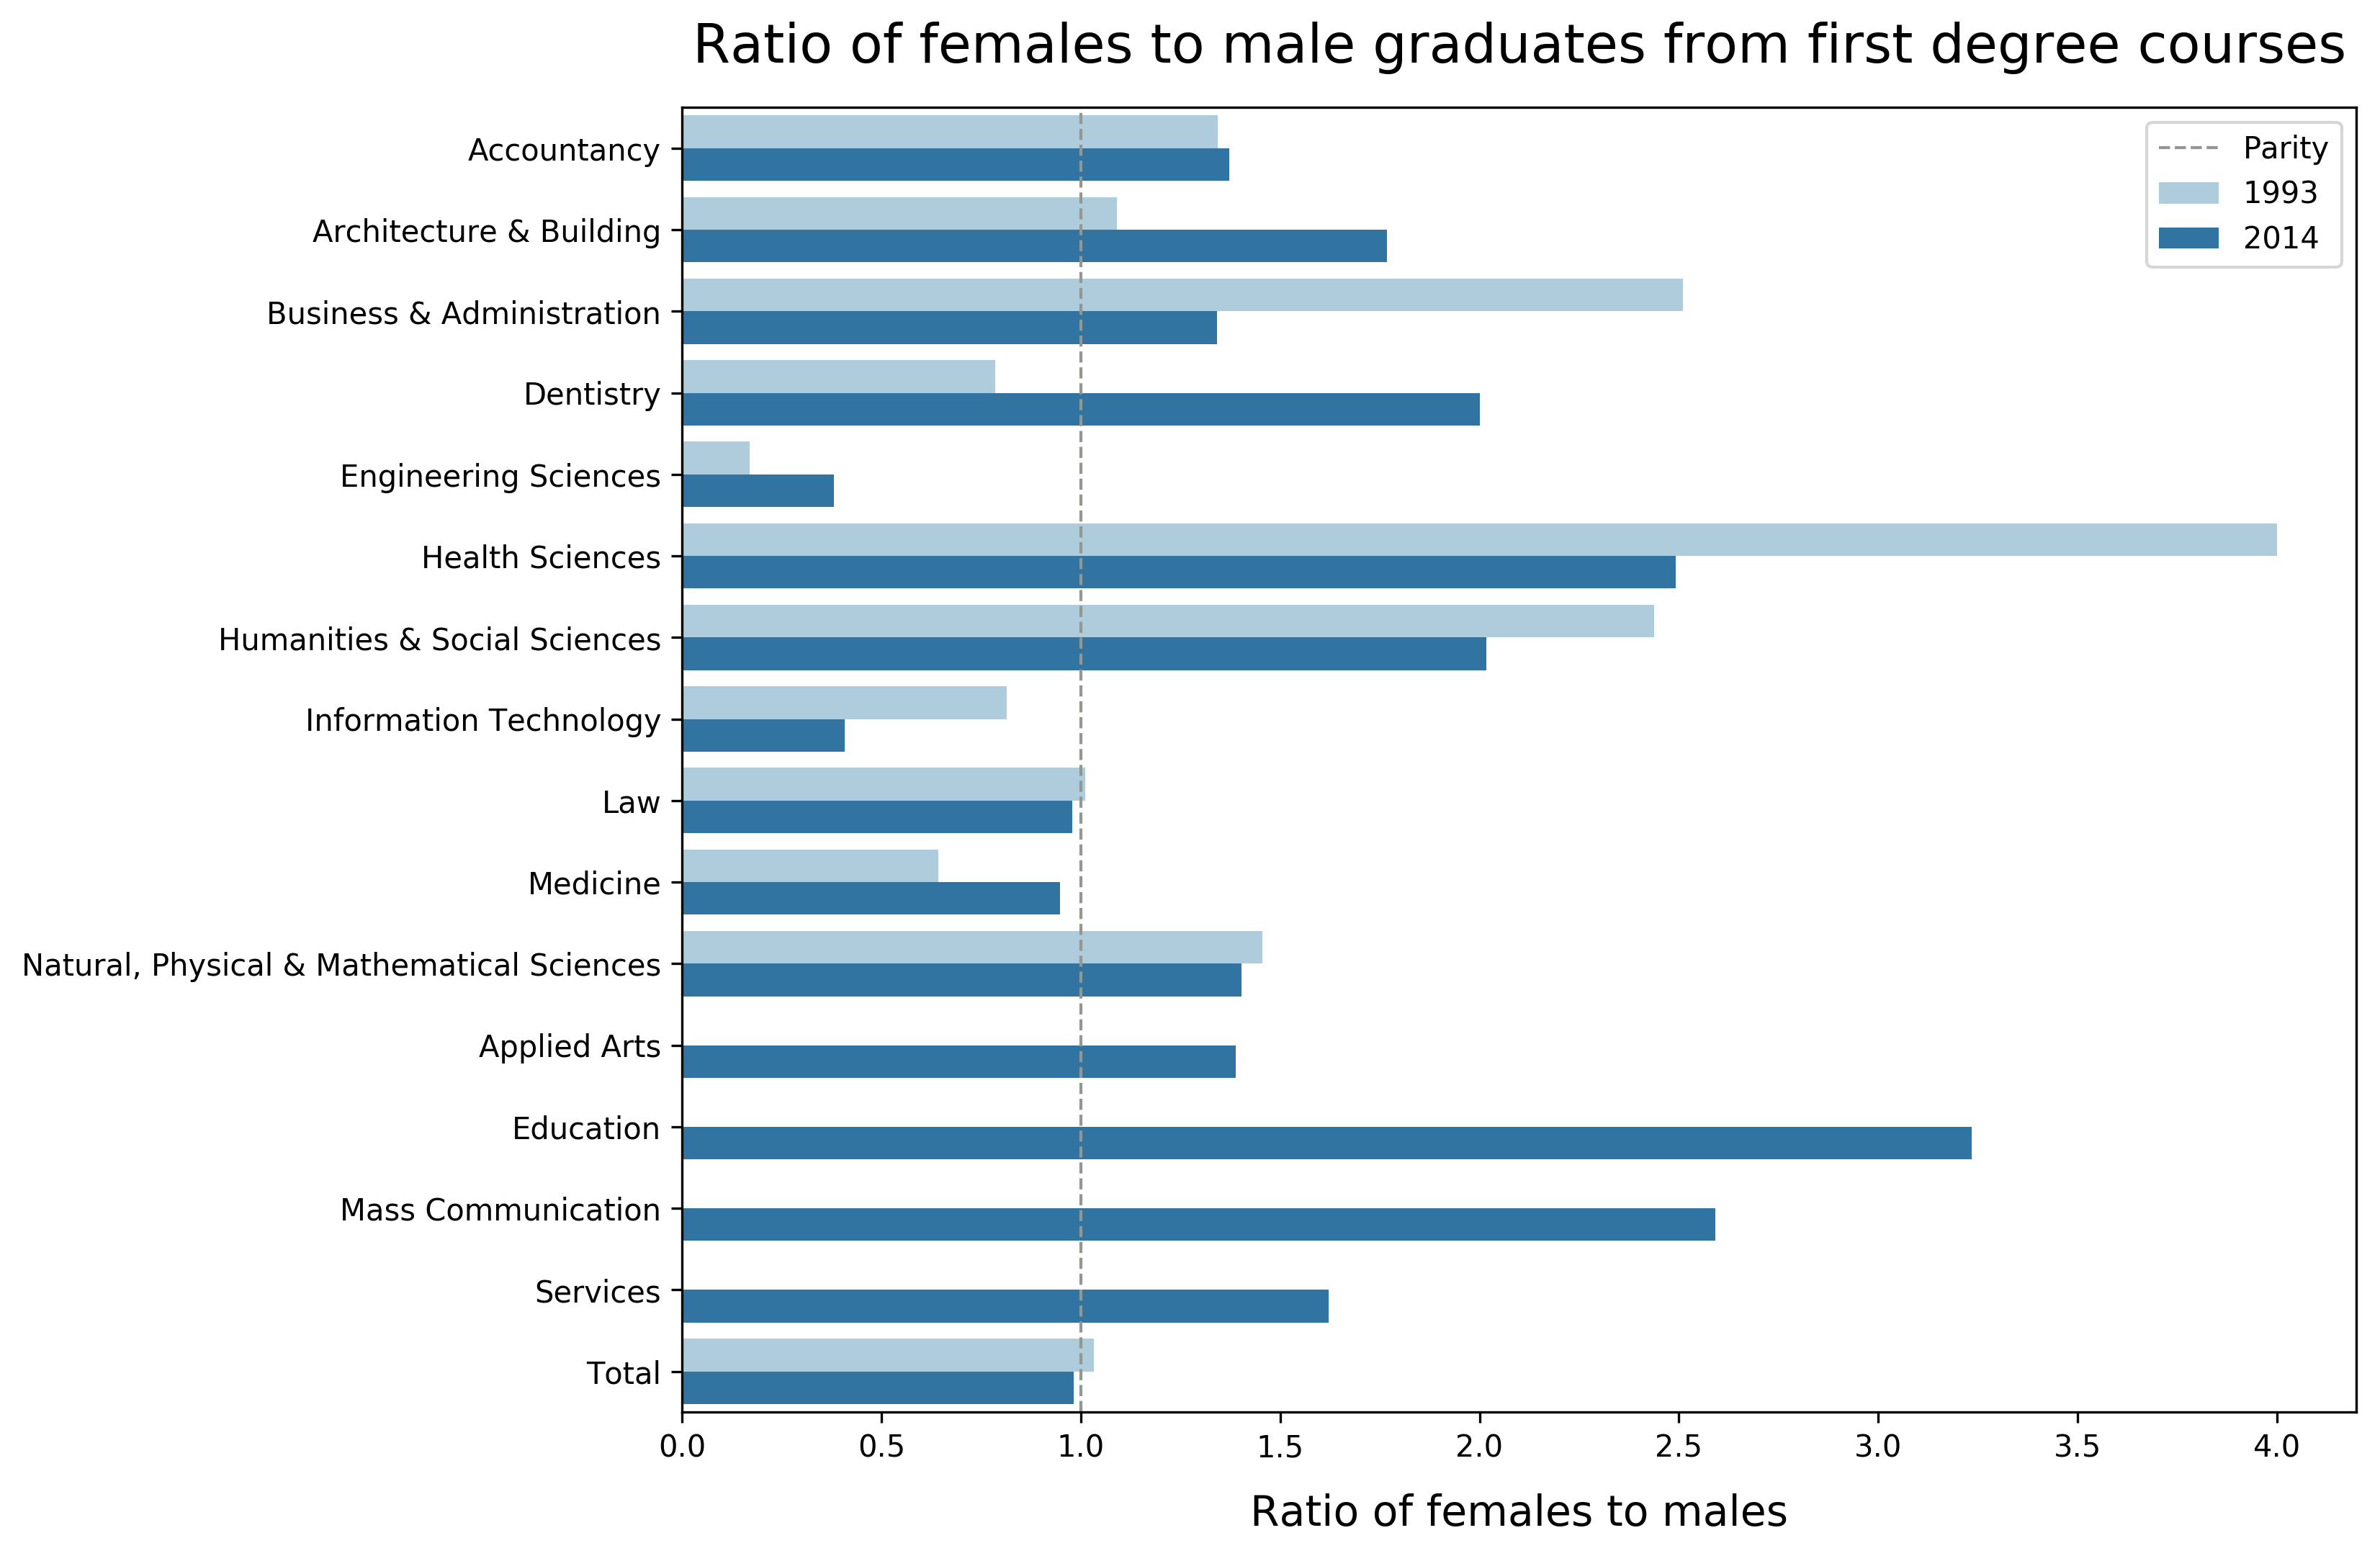 Ratio of females to male graduates from first degree courses
Parity
1993
2014
Accountancy
Architecture & Building
Business & Administration
Dentistry
Engineering Sciences
Health Sciences
Humanities & Social Sciences
Information Technology
Law
Medicine
Natural, Physical & Mathematical Sciences
Applied Arts
Education
Mass Communication
Services
Total
0.0 0.5 1.0 1.5 2.0 2.5 3.0 3.5 4.0
Ratio of females to males